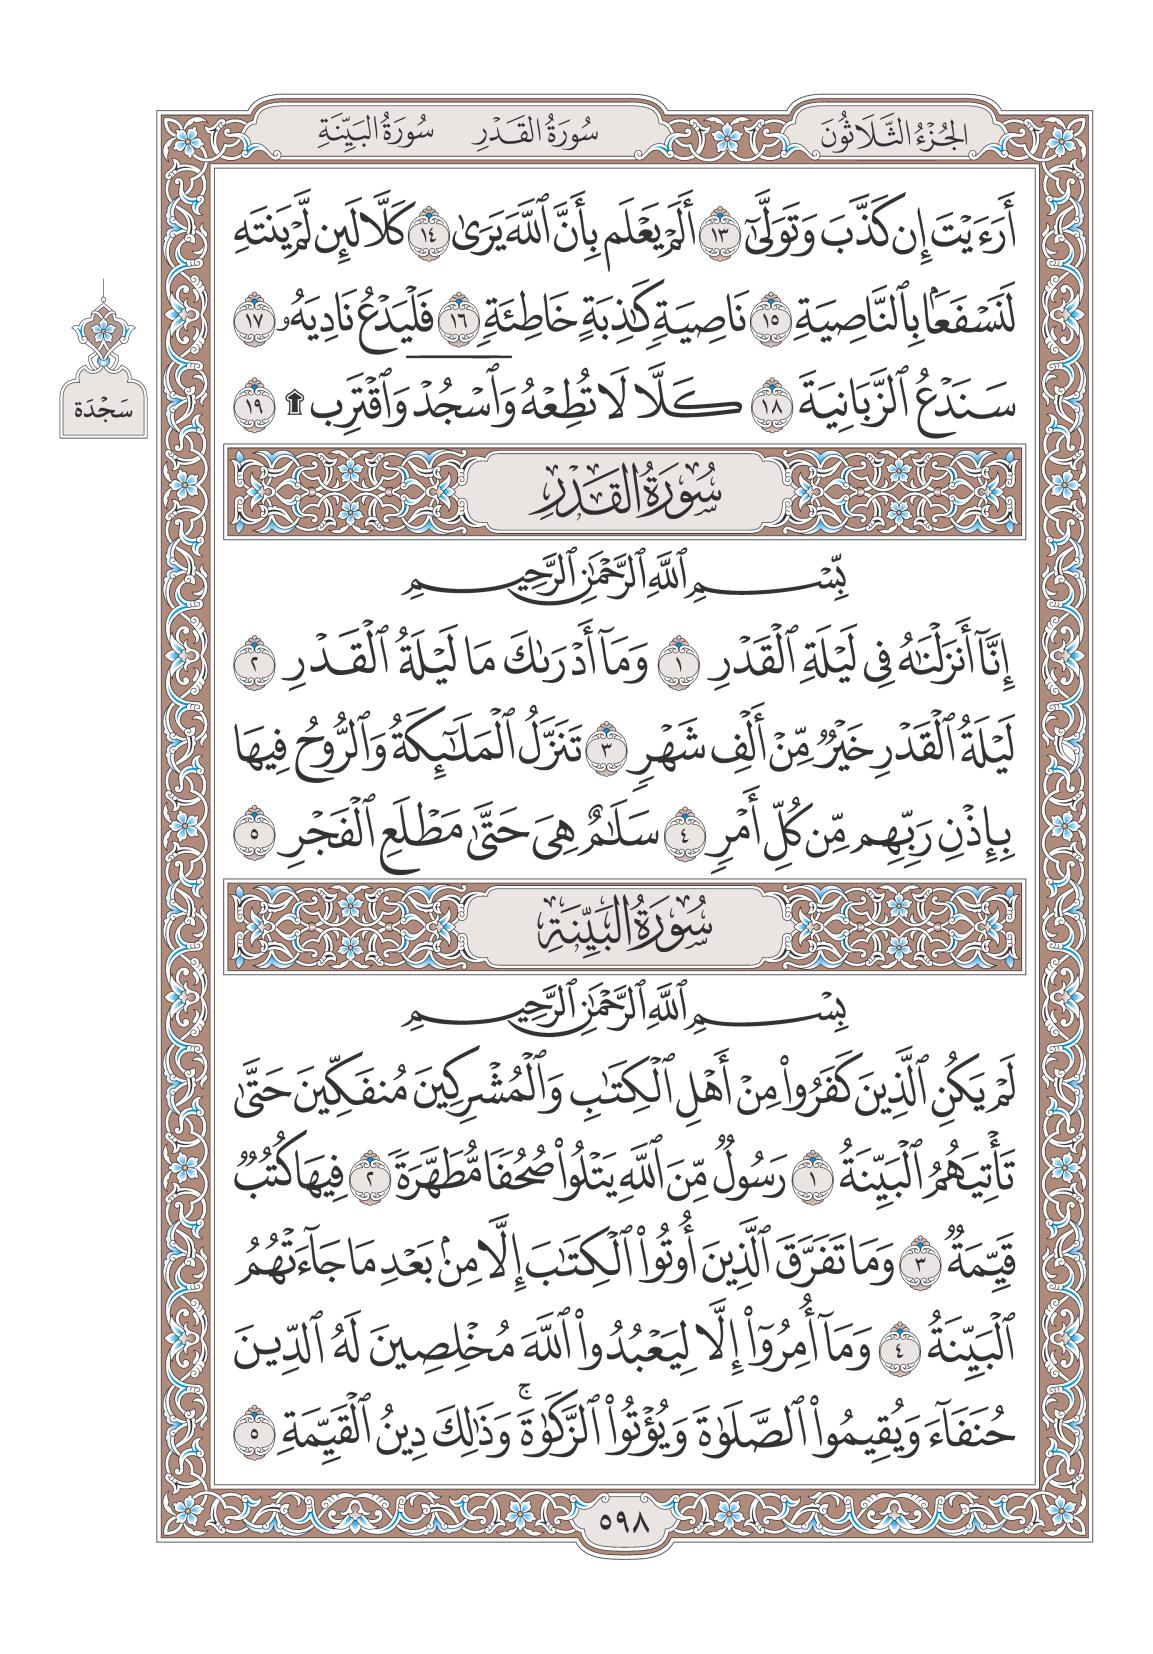 الجُزْءُ الثَّلَاثُونَ
سُورَةُ القَدْرِ سُورَةُ البَيِّنَةِ
أَرَءَيْتَ إِن كَذَّبَ وَتَوَلَّىٰٓ ١٣ أَلَمْ يَعْلَم بِأَنَّ ٱللَّهَ يَرَىٰ ١٤ كَلَّا لَئِن لَّمْ يَنتَهِ
لَنَسْفَعَۢا بِٱلنَّاصِيَةِ ١٥ نَاصِيَةٖ كَٰذِبَةٍ خَاطِئَةٖ ١٦ فَلْيَدْعُ نَادِيَهُۥ ١٧
سَنَدْعُ ٱلزَّبَانِيَةَ ١٨ كَلَّا لَا تُطِعْهُ وَٱسْجُدْ وَٱقْتَرِب ۩ ١٩
سَجْدَة
سُورَةُ القَدْرِ
بِّسْمِ ٱللَّهِ ٱلرَّحْمَٰنِ ٱلرَّحِيمِ
إِنَّآ أَنزَلْنَٰهُ فِي لَيْلَةِ ٱلْقَدْرِ ١ وَمَآ أَدْرَىٰكَ مَا لَيْلَةُ ٱلْقَدْرِ ٢
لَيْلَةُ ٱلْقَدْرِ خَيْرٞ مِّنْ أَلْفِ شَهْرٖ ٣ تَنَزَّلُ ٱلْمَلَٰٓئِكَةُ وَٱلرُّوحُ فِيهَا
بِإِذْنِ رَبِّهِم مِّن كُلِّ أَمْرٖ ٤ سَلَٰمٌ هِيَ حَتَّىٰ مَطْلَعِ ٱلْفَجْرِ ٥
سُورَةُ البَيِّنَةِ
بِسْمِ ٱللَّهِ ٱلرَّحْمَٰنِ ٱلرَّحِيمِ
لَمْ يَكُنِ ٱلَّذِينَ كَفَرُوا۟ مِنْ أَهْلِ ٱلْكِتَٰبِ وَٱلْمُشْرِكِينَ مُنفَكِّينَ حَتَّىٰ
تَأْتِيَهُمُ ٱلْبَيِّنَةُ ١ رَسُولٞ مِّنَ ٱللَّهِ يَتْلُوا۟ صُحُفٗا مُّطَهَّرَةٗ ٢ فِيهَا كُتُبٞ
قَيِّمَةٞ ٣ وَمَا تَفَرَّقَ ٱلَّذِينَ أُوتُوا۟ ٱلْكِتَٰبَ إِلَّا مِنۢ بَعْدِ مَا جَآءَتْهُمُ
ٱلْبَيِّنَةُ ٤ وَمَآ أُمِرُوٓا۟ إِلَّا لِيَعْبُدُوا۟ ٱللَّهَ مُخْلِصِينَ لَهُ ٱلدِّينَ
حُنَفَآءَ وَيُقِيمُوا۟ ٱلصَّلَوٰةَ وَيُؤْتُوا۟ ٱلزَّكَوٰةَۚ وَذَٰلِكَ دِينُ ٱلْقَيِّمَةِ ٥
٥٩٨